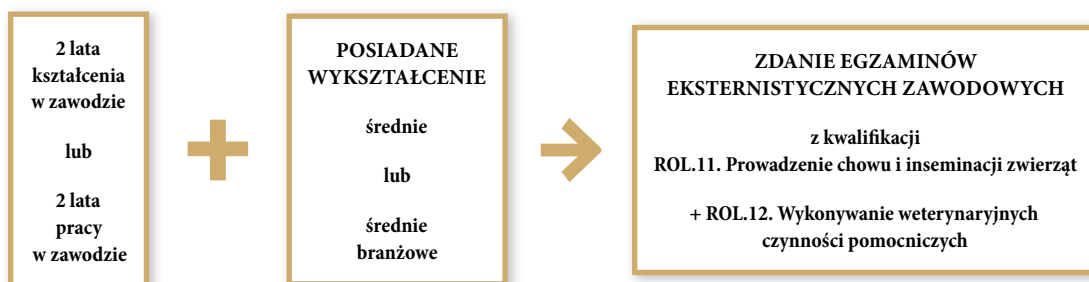 2 lata
kształcenia
w zawodzie
lub
2 lata
pracy
w zawodzie
POSIADANE
WYKSZTAŁCENIE
średnie
lub
średnie
branżowe
ZDANIE EGZAMINÓW
EKSTERNISTYCZNYCH ZAWODOWYCH
z kwalifikacji
ROL.11. Prowadzenie chowu i inseminacji zwierząt
+ ROL.12. Wykonywanie weterynaryjnych
czynności pomocniczych